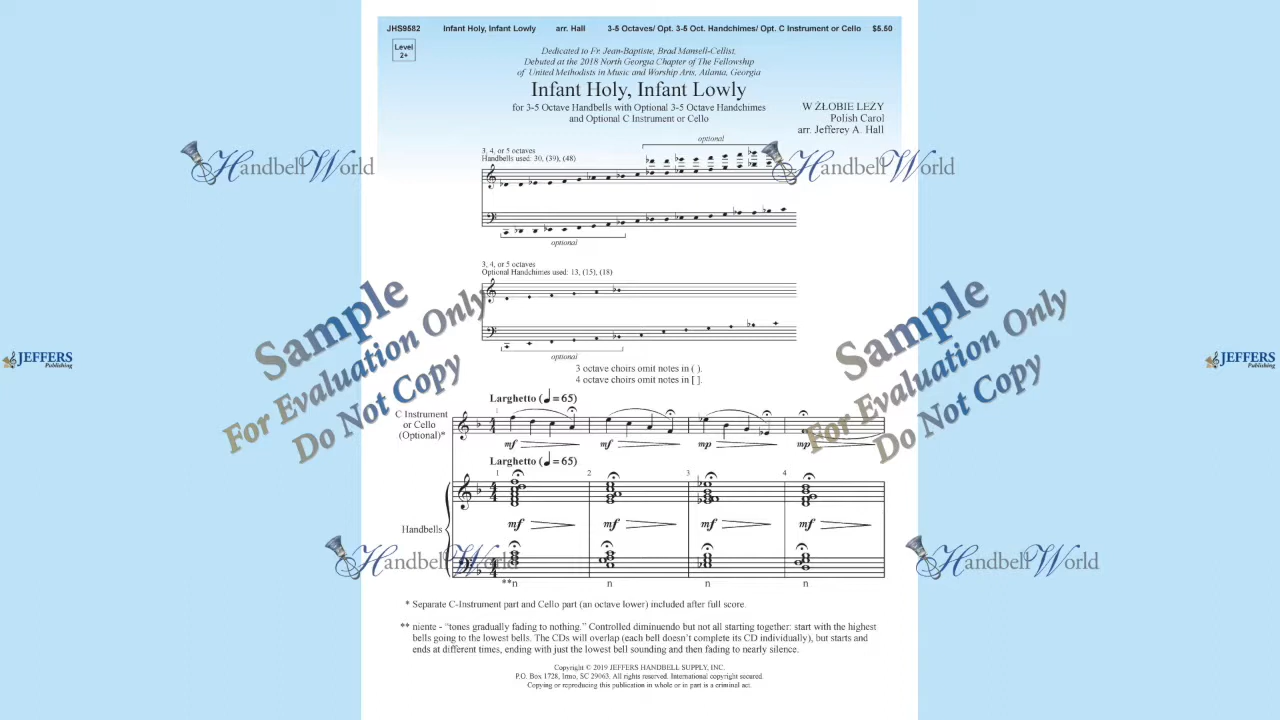 JHS9582 Infant Holy, Infant Lowly arr. Hall 3-5 Octaves/ Opt. 3-5 Oct. Handchimes/ Opt. C Instrument or Cello $5.50
Level
2+
Dedicated to Fr. Jean-Baptiste, Brad Mansell-Cellist,
Debuted at the 2018 North Georgia Chapter of The Fellowship
of United Methodists in Music and Worship Arts, Atlanta, Georgia
Infant Holy, Infant Lowly
for 3-5 Octave Handbells with Optional 3-5 Octave Handchimes
and Optional C Instrument or Cello
W ŻŁOBIE LEZY
Polish Carol
arr. Jefferey A. Hall
optional
3, 4, or 5 octaves
Handbells used: 30, (39), (48)
HandbellWorld
HandbellWorld
optional
3, 4, or 5 octaves
Optional Handchimes used: 13, (15), (18)
optional
Sample
For Evaluation Only
Do Not Copy
Sample
For Evaluation Only
Do Not Copy
JEFFERS
Publishing
JEFFERS
Publishing
3 octave choirs omit notes in ( ).
4 octave choirs omit notes in [ ].
Larghetto (♩ = 65)
C Instrument
or Cello
(Optional)*
1
mf mf mp mp
Larghetto (♩ = 65)
1 2 3 4
Handbells
mf mf mf mf
HandbellWorld
HandbellWorld
**n n n n
* Separate C-Instrument part and Cello part (an octave lower) included after full score.
** niente - “tones gradually fading to nothing.” Controlled diminuendo but not all starting together: start with the highest
bells going to the lowest bells. The CDs will overlap (each bell doesn’t complete its CD individually), but starts and
ends at different times, ending with just the lowest bell sounding and then fading to nearly silence.
Copyright © 2019 JEFFERS HANDBELL SUPPLY, INC.
P.O. Box 1728, Irmo, SC 29063. All rights reserved. International copyright secured.
Copying or reproducing this publication in whole or in part is a criminal act.